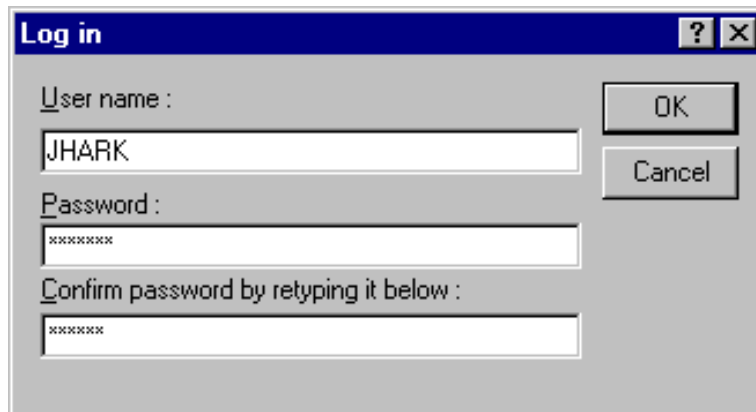 Log in
User name :
OK
JHARK
Cancel
Password :
*******
Confirm password by retyping it below :
******